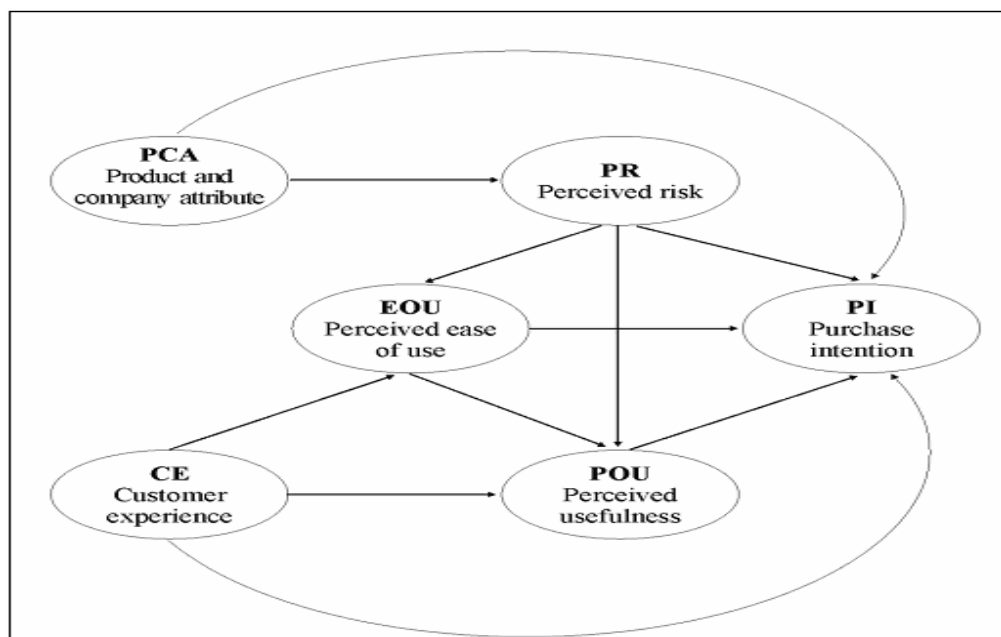 PCA
Product and
company attribute
PR
Perceived risk
EOU
Perceived ease
of use
PI
Purchase
intention
CE
Customer
experience
POU
Perceived
usefulness